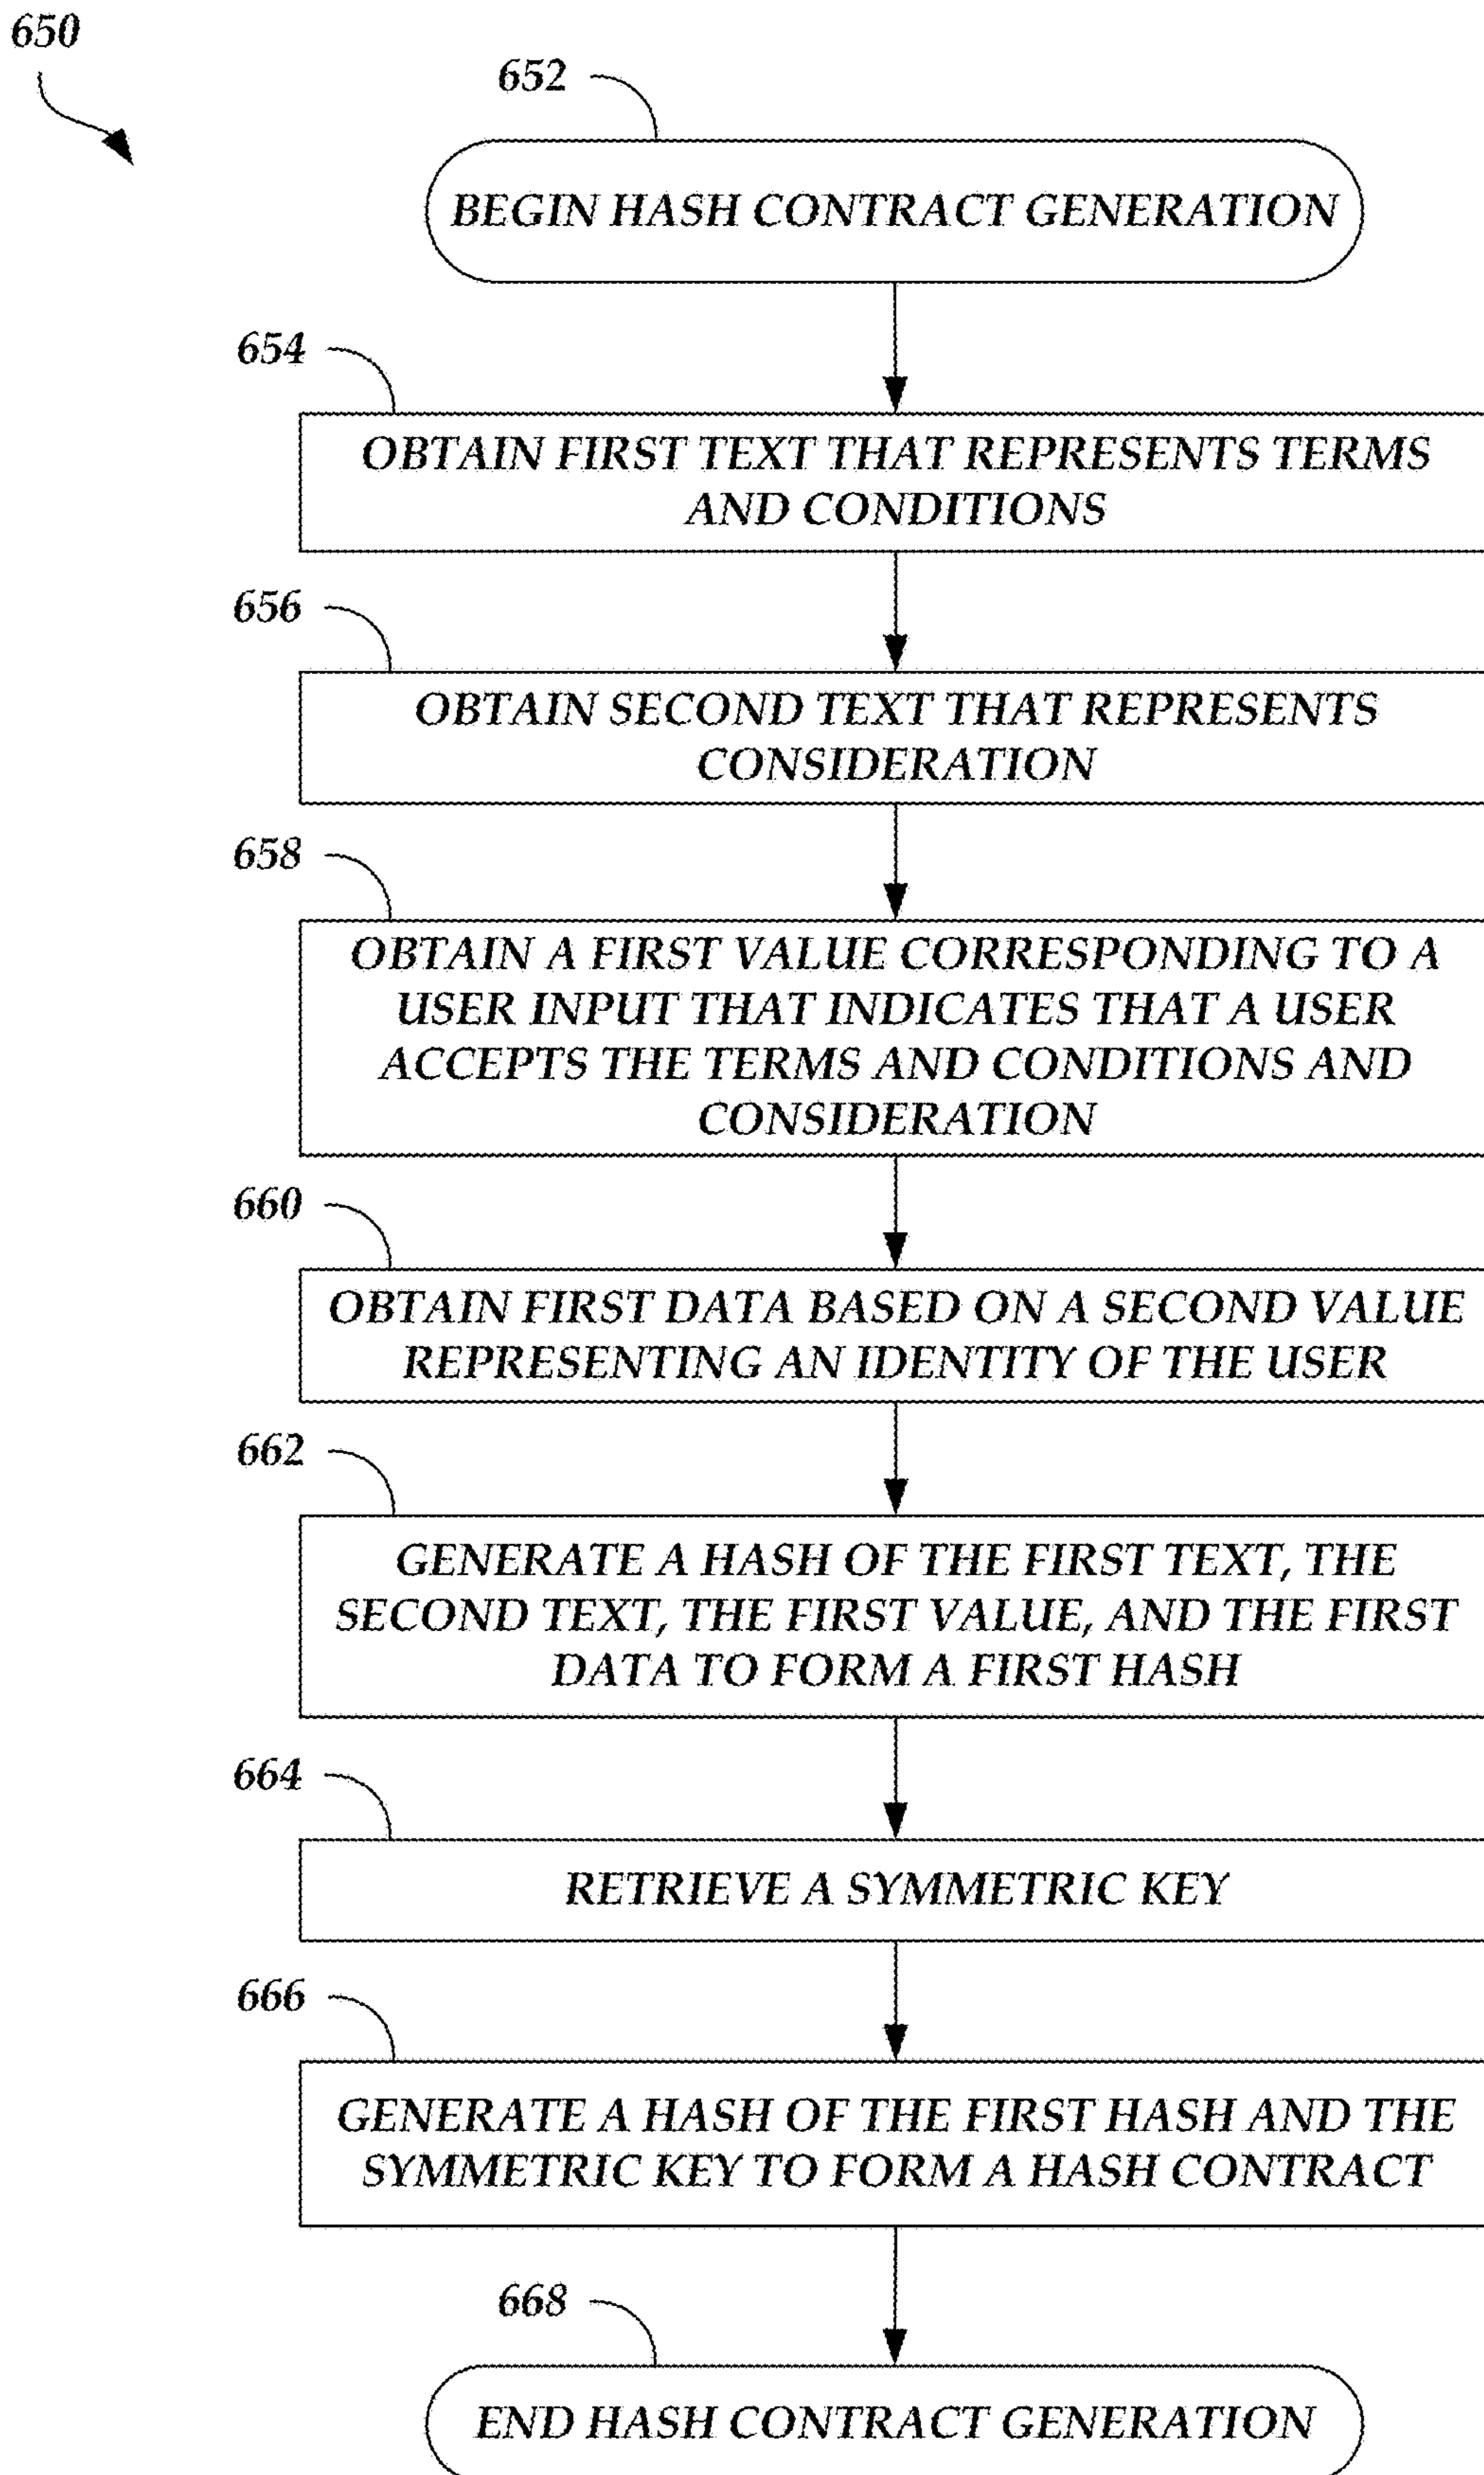 650
652
BEGIN HASH CONTRACT GENERATION
654
OBTAIN FIRST TEXT THAT REPRESENTS TERMS
AND CONDITIONS
656
OBTAIN SECOND TEXT THAT REPRESENTS
CONSIDERATION
658
OBTAIN A FIRST VALUE CORRESPONDING TO A
USER INPUT THAT INDICATES THAT A USER
ACCEPTS THE TERMS AND CONDITIONS AND
CONSIDERATION
660
OBTAIN FIRST DATA BASED ON A SECOND VALUE
REPRESENTING AN IDENTITY OF THE USER
662
GENERATE A HASH OF THE FIRST TEXT, THE
SECOND TEXT, THE FIRST VALUE, AND THE FIRST
DATA TO FORM A FIRST HASH
664
RETRIEVE A SYMMETRIC KEY
666
GENERATE A HASH OF THE FIRST HASH AND THE
SYMMETRIC KEY TO FORM A HASH CONTRACT
668
END HASH CONTRACT GENERATION